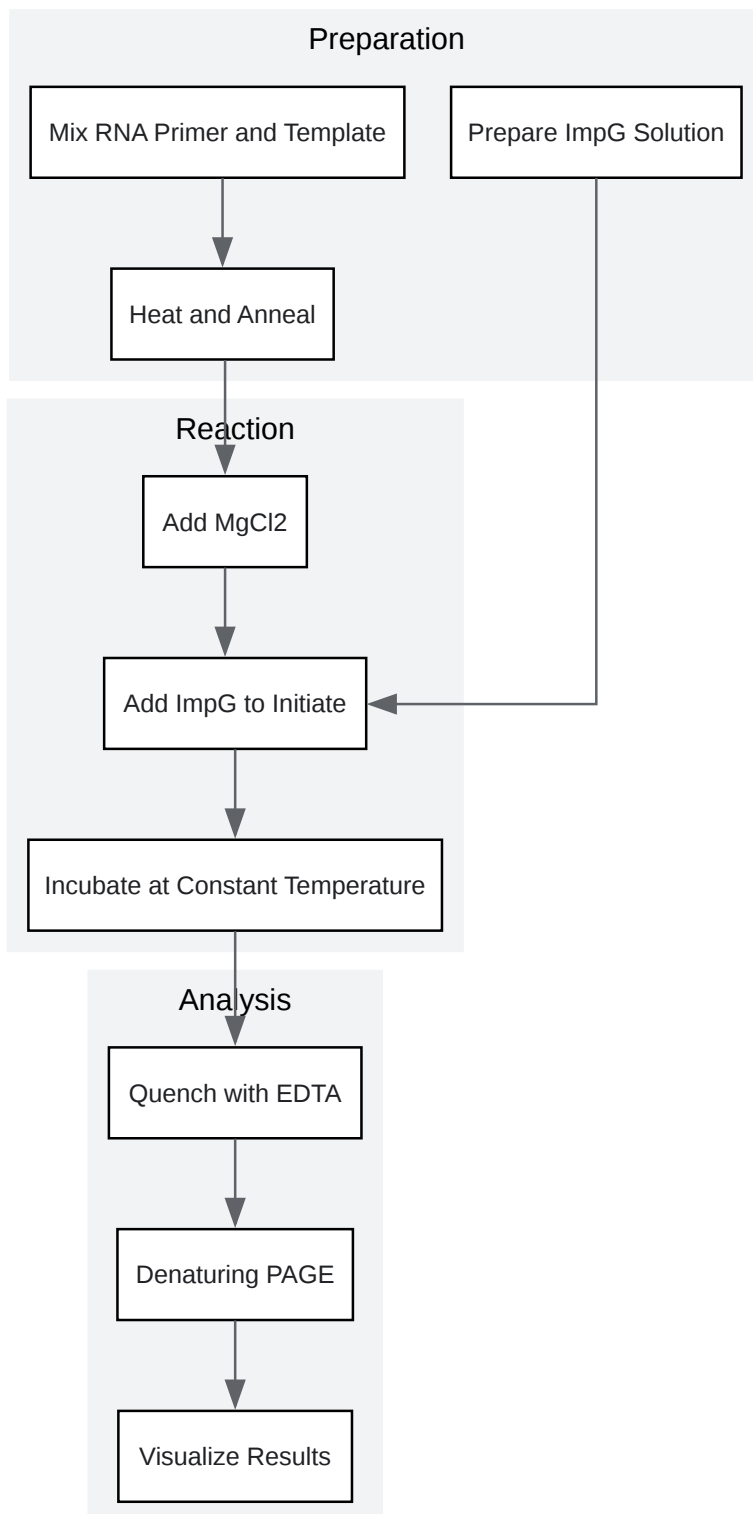 Preparation
Mix RNA Primer and Template
Prepare ImpG Solution
Heat and Anneal
Reaction
Add MgCl2
Add ImpG to Initiate
Incubate at Constant Temperature
Analysis
Quench with EDTA
Denaturing PAGE
Visualize Results